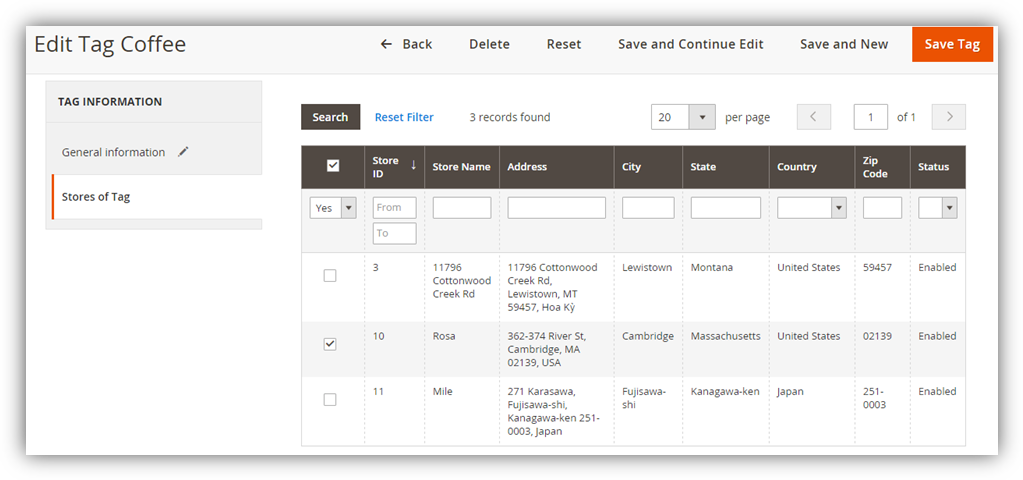 Edit Tag Coffee
← Back Delete Reset Save and Continue Edit Save and New Save Tag
TAG INFORMATION
General information
Stores of Tag
Search Reset Filter 3 records found 20 per page 1 of 1
Store ID ↓ Store Name Address City State Country Zip Code Status
Yes From
To
3 11796 Cottonwood Creek Rd 11796 Cottonwood Creek Rd, Lewistown, MT 59457, Hoa Kỳ Lewistown Montana United States 59457 Enabled
10 Rosa 362-374 River St, Cambridge, MA 02139, USA Cambridge Massachusetts United States 02139 Enabled
11 Mile 271 Karasawa, Fujisawa-shi, Kanagawa-ken 251-0003, Japan Fujisawa-shi Kanagawa-ken Japan 251-0003 Enabled